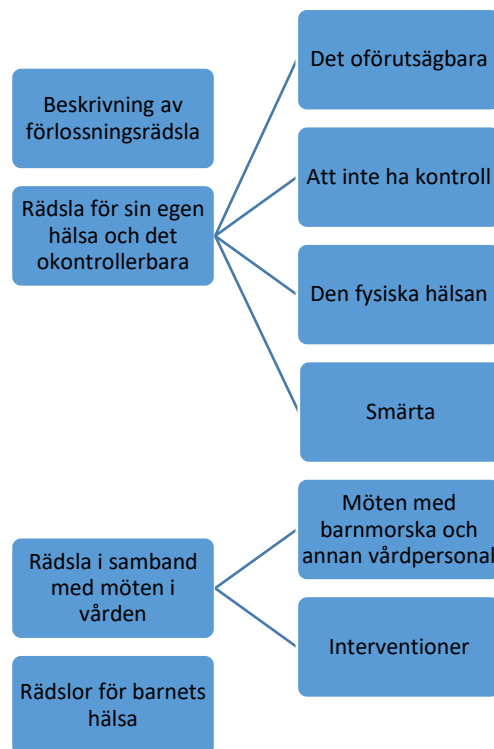 Beskrivning av
förlossningsrädsla
Rädsla för sin egen
hälsa och det
okontrollerbara
Det oförutsägbara
Att inte ha kontroll
Den fysiska hälsan
Smärta
Rädsla i samband
med möten i
vården
Möten med
barnmorska och
annan vårdpersonal
Interventioner
Rädslor för barnets
hälsa